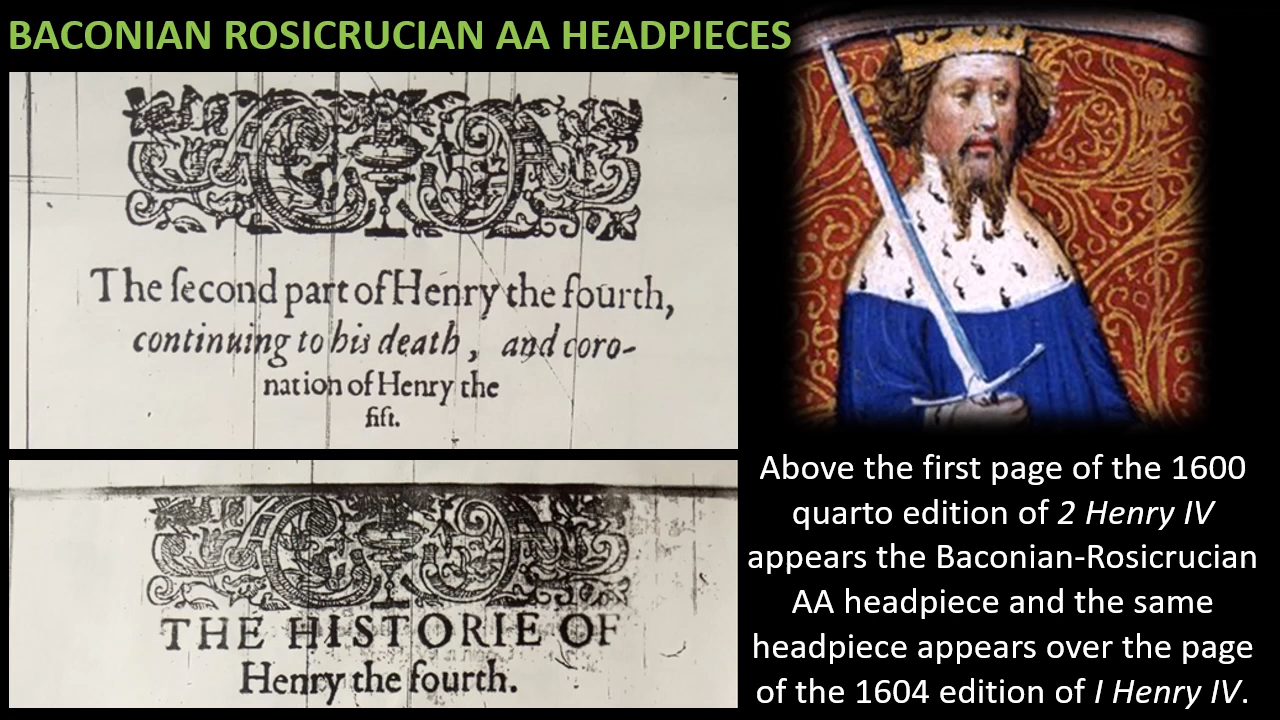 BACONIAN ROSICRUCIAN AA HEADPIECES
The ſecond part of Henry the fourth,
continuing to his death , and coro-
nation of Henry the
fift.
THE HISTORIE OF
Henry the fourth.
Above the first page of the 1600
quarto edition of 2 Henry IV
appears the Baconian-Rosicrucian
AA headpiece and the same
headpiece appears over the page
of the 1604 edition of I Henry IV.